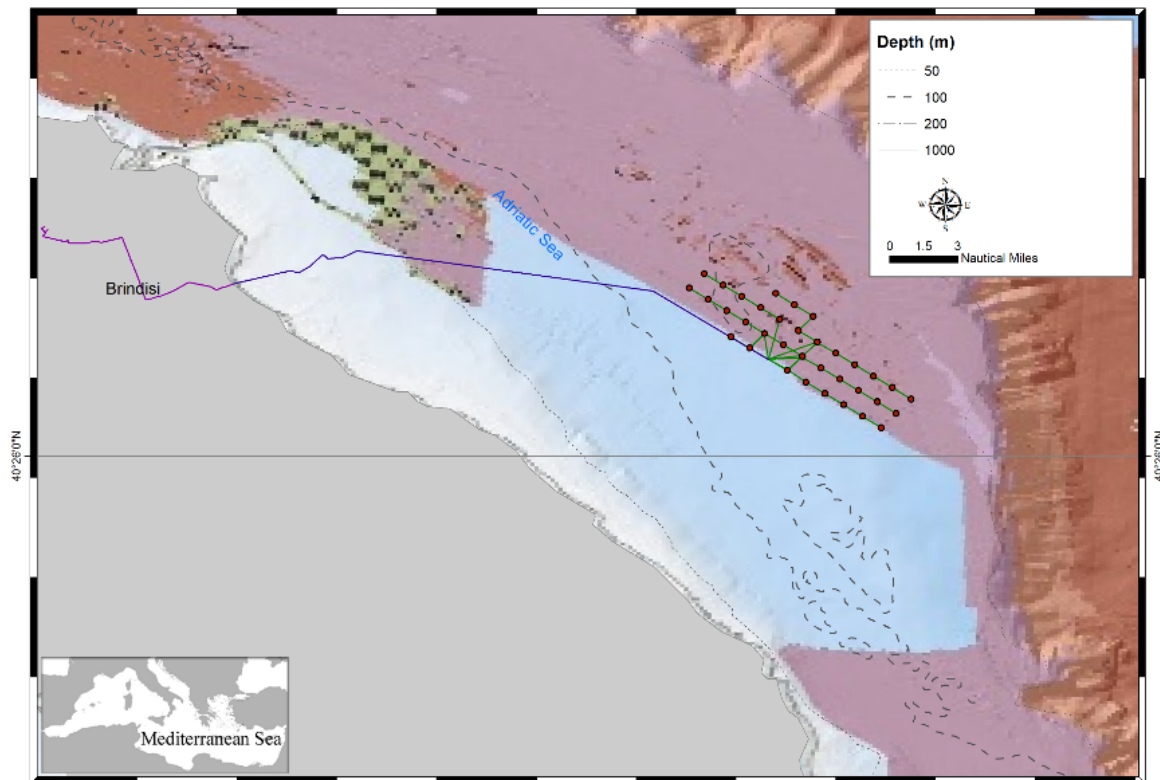 Depth (m)
50
100
200
1000
N
W E
S
0 1.5 3
Nautical Miles
Adriatic Sea
Brindisi
40°26'0"N
40°26'0"N
Mediterranean Sea